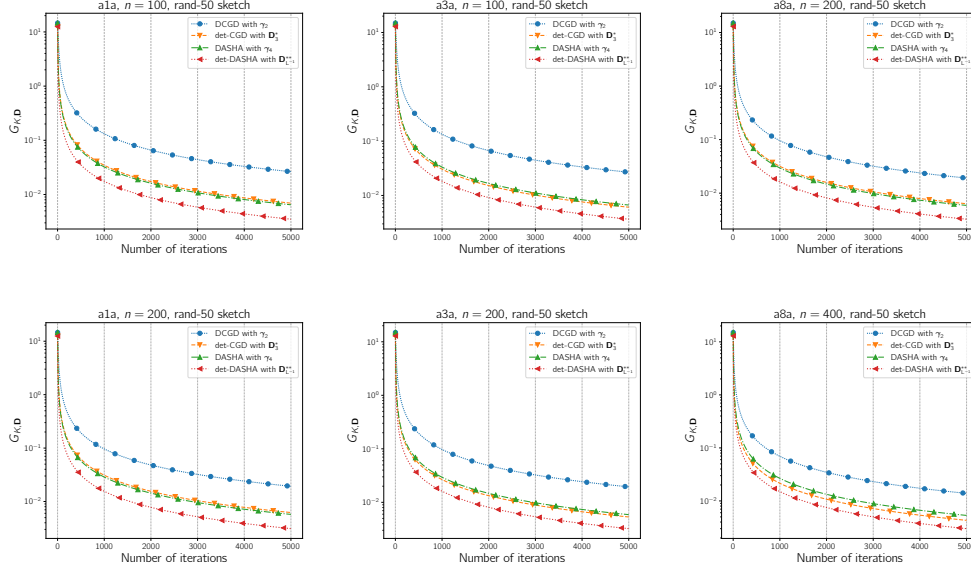 a1a, n = 100, rand-50 sketch
DCGD with γ₂
det-CGD with D₃*
DASHA with γ₄
det-DASHA with D**_{L⁻¹}
10¹
10⁰
10⁻¹
10⁻²
G_{K,D}
0 1000 2000 3000 4000 5000
Number of iterations
a3a, n = 100, rand-50 sketch
DCGD with γ₂
det-CGD with D₃*
DASHA with γ₄
det-DASHA with D**_{L⁻¹}
10¹
10⁰
10⁻¹
10⁻²
G_{K,D}
0 1000 2000 3000 4000 5000
Number of iterations
a8a, n = 200, rand-50 sketch
DCGD with γ₂
det-CGD with D₃*
DASHA with γ₄
det-DASHA with D**_{L⁻¹}
10¹
10⁰
10⁻¹
10⁻²
G_{K,D}
0 1000 2000 3000 4000 5000
Number of iterations
a1a, n = 200, rand-50 sketch
DCGD with γ₂
det-CGD with D₃*
DASHA with γ₄
det-DASHA with D**_{L⁻¹}
10¹
10⁰
10⁻¹
10⁻²
G_{K,D}
0 1000 2000 3000 4000 5000
Number of iterations
a3a, n = 200, rand-50 sketch
DCGD with γ₂
det-CGD with D₃*
DASHA with γ₄
det-DASHA with D**_{L⁻¹}
10¹
10⁰
10⁻¹
10⁻²
G_{K,D}
0 1000 2000 3000 4000 5000
Number of iterations
a8a, n = 400, rand-50 sketch
DCGD with γ₂
det-CGD with D₃*
DASHA with γ₄
det-DASHA with D**_{L⁻¹}
10¹
10⁰
10⁻¹
10⁻²
G_{K,D}
0 1000 2000 3000 4000 5000
Number of iterations